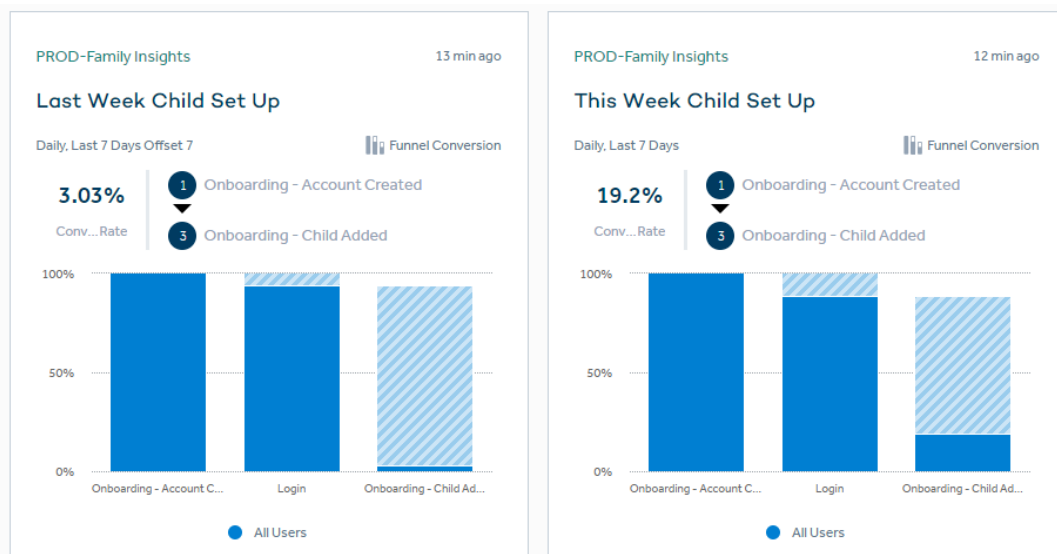 PROD-Family Insights
13 min ago
Last Week Child Set Up
Daily, Last 7 Days Offset 7
Funnel Conversion
3.03%
Conv...Rate
1 Onboarding - Account Created
3 Onboarding - Child Added
100%
50%
0%
Onboarding - Account C...
Login
Onboarding - Child Ad...
All Users
PROD-Family Insights
12 min ago
This Week Child Set Up
Daily, Last 7 Days
Funnel Conversion
19.2%
Conv...Rate
1 Onboarding - Account Created
3 Onboarding - Child Added
100%
50%
0%
Onboarding - Account C...
Login
Onboarding - Child Ad...
All Users